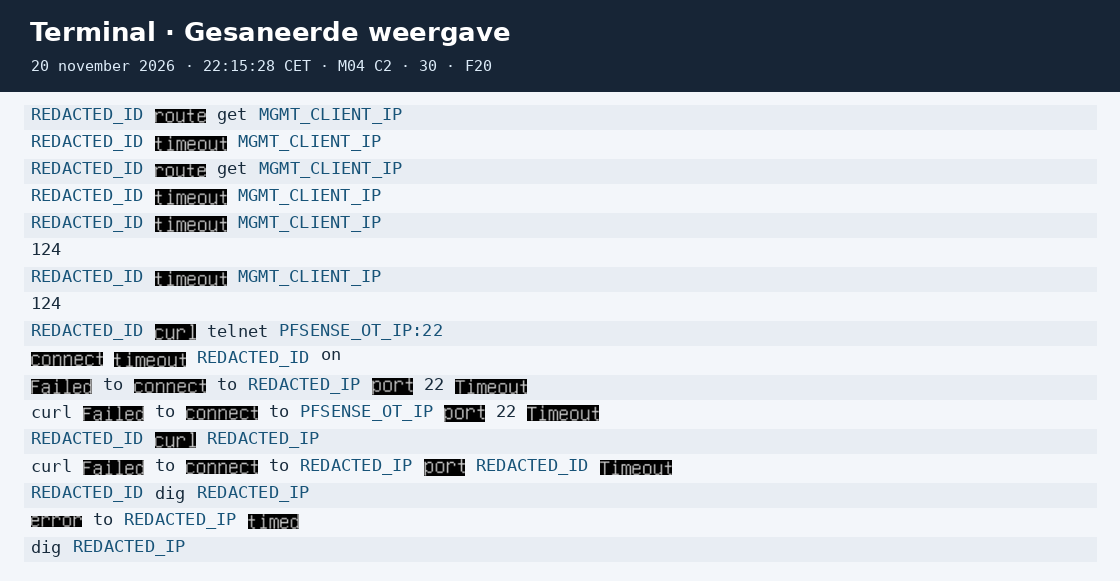 Terminal · Gesaneerde weergave
20 november 2026 · 22:15:28 CET · M04 C2 · 30 · F20
REDACTED_ID route get MGMT_CLIENT_IP
REDACTED_ID timeout MGMT_CLIENT_IP
REDACTED_ID route get MGMT_CLIENT_IP
REDACTED_ID timeout MGMT_CLIENT_IP
REDACTED_ID timeout MGMT_CLIENT_IP
124
REDACTED_ID timeout MGMT_CLIENT_IP
124
REDACTED_ID curl telnet PFSENSE_OT_IP:22
connect timeout REDACTED_ID on
Failed to connect to REDACTED_IP port 22 Timeout
curl Failed to connect to PFSENSE_OT_IP port 22 Timeout
REDACTED_ID curl REDACTED_IP
curl Failed to connect to REDACTED_IP port REDACTED_ID Timeout
REDACTED_ID dig REDACTED_IP
error to REDACTED_IP timed
dig REDACTED_IP